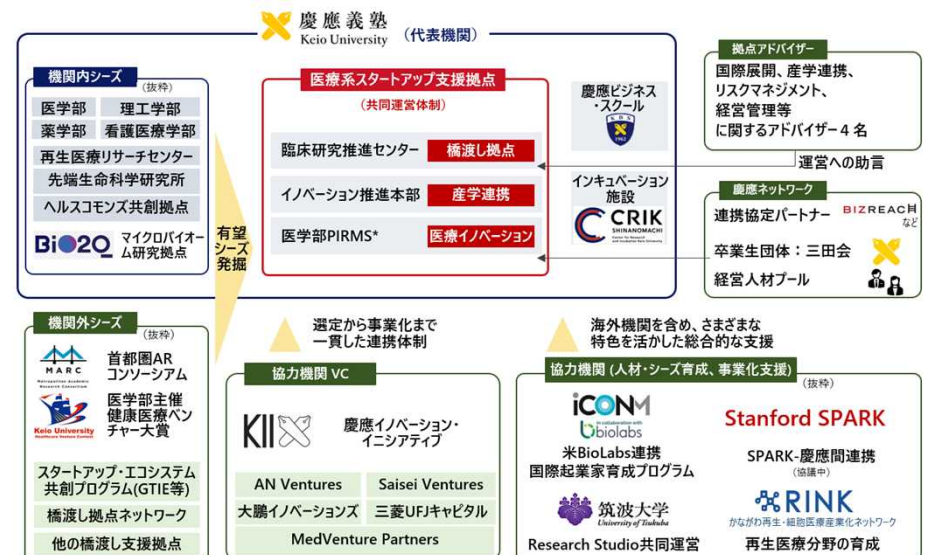 慶應義塾
Keio University
（代表機関）
機関内シーズ
(抜粋)
医学部
理工学部
薬学部
看護医療学部
再生医療リサーチセンター
先端生命科学研究所
ヘルスコモンズ共創拠点
Bi2Q
マイクロバイオー
ム研究拠点
有望
シーズ
発掘
医療系スタートアップ支援拠点
（共同運営体制）
臨床研究推進センター
橋渡し拠点
イノベーション推進本部
産学連携
医学部PIRMS*
医療イノベーション
慶應ビジネス
・スクール
KBS
1962
インキュベーション
施設
CRIK
SHINANOMACHI
拠点アドバイザー
国際展開、産学連携、
リスクマネジメント、
経営管理等
に関するアドバイザー４名
運営への助言
慶應ネットワーク
連携協定パートナー
BIZREACH
など
卒業生団体：三田会
経営人材プール
機関外シーズ
(抜粋)
MARC
Metropolitan Academic
Research Consortium
首都圏AR
コンソーシアム
Keio University
Healthcare Venture Contest
医学部主催
健康医療ベン
チャー大賞
スタートアップ・エコシステム
共創プログラム(GTIE等)
橋渡し拠点ネットワーク
他の橋渡し支援拠点
選定から事業化まで
一貫した連携体制
協力機関 VC
KII
慶應イノベーション・
イニシアティブ
AN Ventures
Saisei Ventures
大鵬イノベーションズ
三菱UFJキャピタル
MedVenture Partners
海外機関を含め、さまざまな
特色を活かした総合的な支援
協力機関 (人材・シーズ育成、事業化支援)
(抜粋)
iCONM
In collaboration with
biolabs
米BioLabs連携
国際起業家育成プログラム
Stanford SPARK
SPARK-慶應間連携
(協議中)
筑波大学
University of Tsukuba
Research Studio共同運営
RINK
かながわ再生・細胞医療産業化ネットワーク
再生医療分野の育成